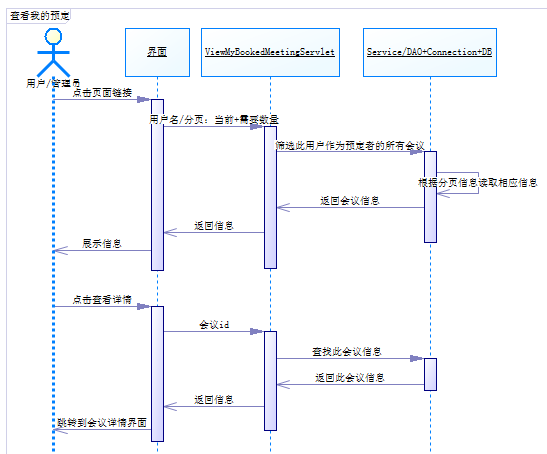 查看我的预定
界面
ViewMyBookedMeetingServlet
Service/DAO+Connection+DB
用户/管理员
点击页面链接
用户名/分页：当前+需要数量
筛选此用户作为预定者的所有会议
根据分页信息读取相应信息
返回会议信息
返回信息
展示信息
点击查看详情
会议id
查找此会议信息
返回此会议信息
返回信息
跳转到会议详情界面